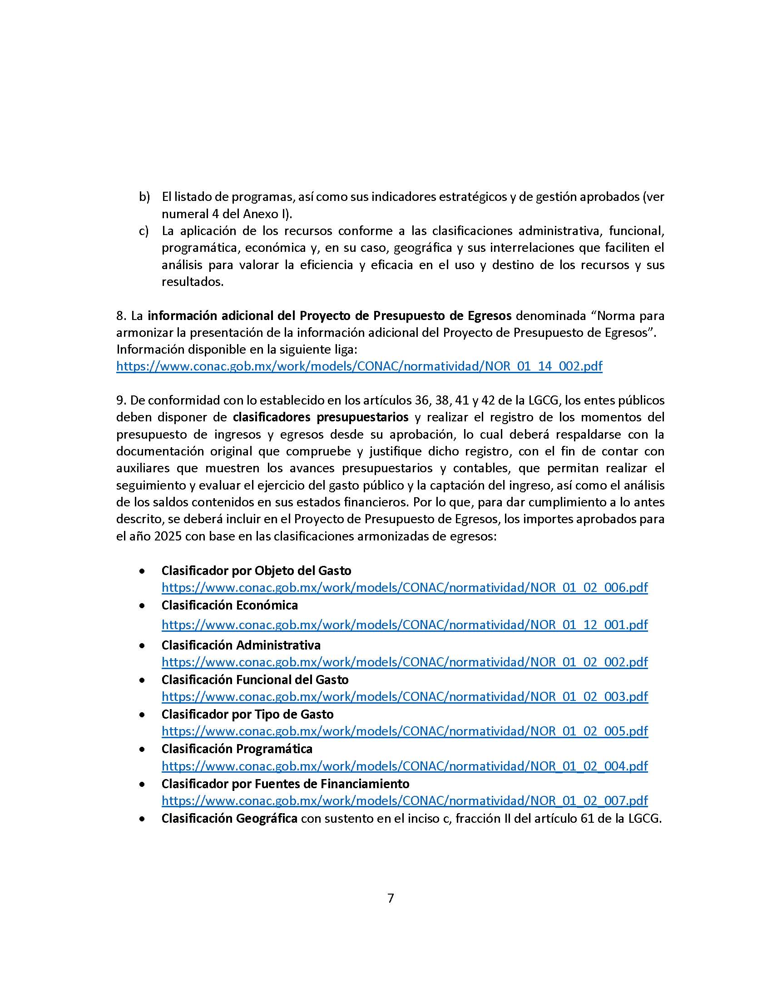 b) El listado de programas, así como sus indicadores estratégicos y de gestión aprobados (ver
numeral 4 del Anexo I).
c) La aplicación de los recursos conforme a las clasificaciones administrativa, funcional,
programática, económica y, en su caso, geográfica y sus interrelaciones que faciliten el
análisis para valorar la eficiencia y eficacia en el uso y destino de los recursos y sus
resultados.
8. La información adicional del Proyecto de Presupuesto de Egresos denominada “Norma para
armonizar la presentación de la información adicional del Proyecto de Presupuesto de Egresos”.
Información disponible en la siguiente liga:
https://www.conac.gob.mx/work/models/CONAC/normatividad/NOR_01_14_002.pdf
9. De conformidad con lo establecido en los artículos 36, 38, 41 y 42 de la LGCG, los entes públicos
deben disponer de clasificadores presupuestarios y realizar el registro de los momentos del
presupuesto de ingresos y egresos desde su aprobación, lo cual deberá respaldarse con la
documentación original que compruebe y justifique dicho registro, con el fin de contar con
auxiliares que muestren los avances presupuestarios y contables, que permitan realizar el
seguimiento y evaluar el ejercicio del gasto público y la captación del ingreso, así como el análisis
de los saldos contenidos en sus estados financieros. Por lo que, para dar cumplimiento a lo antes
descrito, se deberá incluir en el Proyecto de Presupuesto de Egresos, los importes aprobados para
el año 2025 con base en las clasificaciones armonizadas de egresos:
• Clasificador por Objeto del Gasto
https://www.conac.gob.mx/work/models/CONAC/normatividad/NOR_01_02_006.pdf
• Clasificación Económica
https://www.conac.gob.mx/work/models/CONAC/normatividad/NOR_01_12_001.pdf
• Clasificación Administrativa
https://www.conac.gob.mx/work/models/CONAC/normatividad/NOR_01_02_002.pdf
• Clasificación Funcional del Gasto
https://www.conac.gob.mx/work/models/CONAC/normatividad/NOR_01_02_003.pdf
• Clasificador por Tipo de Gasto
https://www.conac.gob.mx/work/models/CONAC/normatividad/NOR_01_02_005.pdf
• Clasificación Programática
https://www.conac.gob.mx/work/models/CONAC/normatividad/NOR_01_02_004.pdf
• Clasificador por Fuentes de Financiamiento
https://www.conac.gob.mx/work/models/CONAC/normatividad/NOR_01_02_007.pdf
• Clasificación Geográfica con sustento en el inciso c, fracción II del artículo 61 de la LGCG.
7